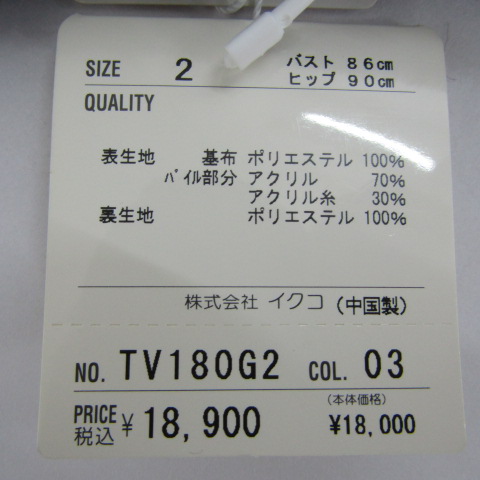 SIZE 2 バスト 86cm
ヒップ 90cm
QUALITY
表生地 基布 ポリエステル 100%
パイル部分 アクリル 70%
アクリル糸 30%
裏生地 ポリエステル 100%
株式会社 イクコ (中国製)
NO. TV180G2 COL. 03
(本体価格)
PRICE 税込 ¥18,900 ¥18,000